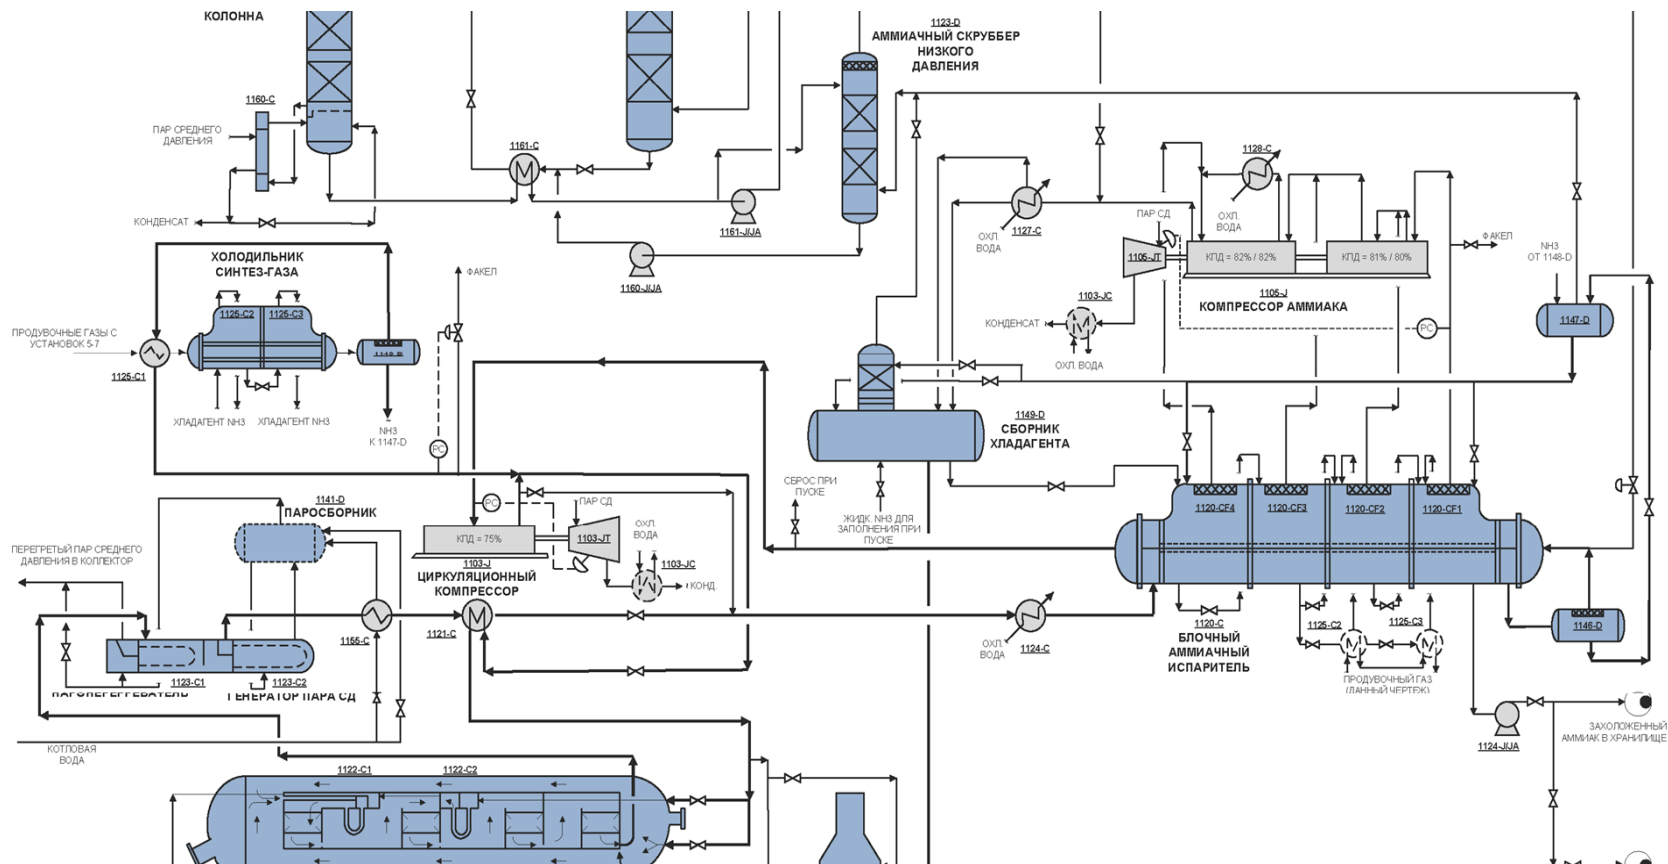 КОЛОННА
1123-D
АММИАЧНЫЙ СКРУББЕР
НИЗКОГО
ДАВЛЕНИЯ
1160-C
ПАР СРЕДНЕГО
ДАВЛЕНИЯ
1161-C
1128-C
КОНДЕНСАТ
1161-J/JA
1127-C
ОХЛ.
ВОДА
ПАР СД
ОХЛ.
ВОДА
ФАКЕЛ
NH3
ОТ 1148-D
ХОЛОДИЛЬНИК
СИНТЕЗ-ГАЗА
ФАКЕЛ
1160-J/JA
1105-JT
КПД = 82% / 82%
КПД = 81% / 80%
1105-J
КОМПРЕССОР АММИАКА
1103-JC
КОНДЕНСАТ
ОХЛ. ВОДА
PC
1147-D
1125-C2
1125-C3
ПРОДУВОЧНЫЕ ГАЗЫ С
УСТАНОВОК 5-7
1125-C1
ХЛАДАГЕНТ NH3
ХЛАДАГЕНТ NH3
NH3
К 1147-D
PC
1149-D
СБОРНИК
ХЛАДАГЕНТА
СБРОС ПРИ
ПУСКЕ
ЖИДК. NH3 ДЛЯ
ЗАПОЛНЕНИЯ ПРИ
ПУСКЕ
1141-D
ПАРОСБОРНИК
PC
ПАР СД
ОХЛ.
ВОДА
КПД = 75%
1103-JT
1103-J
ЦИРКУЛЯЦИОННЫЙ
КОМПРЕССОР
1103-JC
КОНД.
1120-CF4
1120-CF3
1120-CF2
1120-CF1
ПЕРЕГРЕТЫЙ ПАР СРЕДНЕГО
ДАВЛЕНИЯ В КОЛЛЕКТОР
1155-C
1121-C
ОХЛ.
ВОДА
1124-C
1120-C
БЛОЧНЫЙ
АММИАЧНЫЙ
ИСПАРИТЕЛЬ
1125-C2
1125-C3
1146-D
1123-C1
1123-C2
ПАРОПЕРЕГРЕВАТЕЛЬ
ГЕНЕРАТОР ПАРА СД
ПРОДУВОЧНЫЙ ГАЗ
(ДАННЫЙ ЧЕРТЕЖ)
КОТЛОВАЯ
ВОДА
1124-J/JA
ЗАХОЛОЖЕННЫЙ
АММИАК В ХРАНИЛИЩЕ
1122-C1
1122-C2